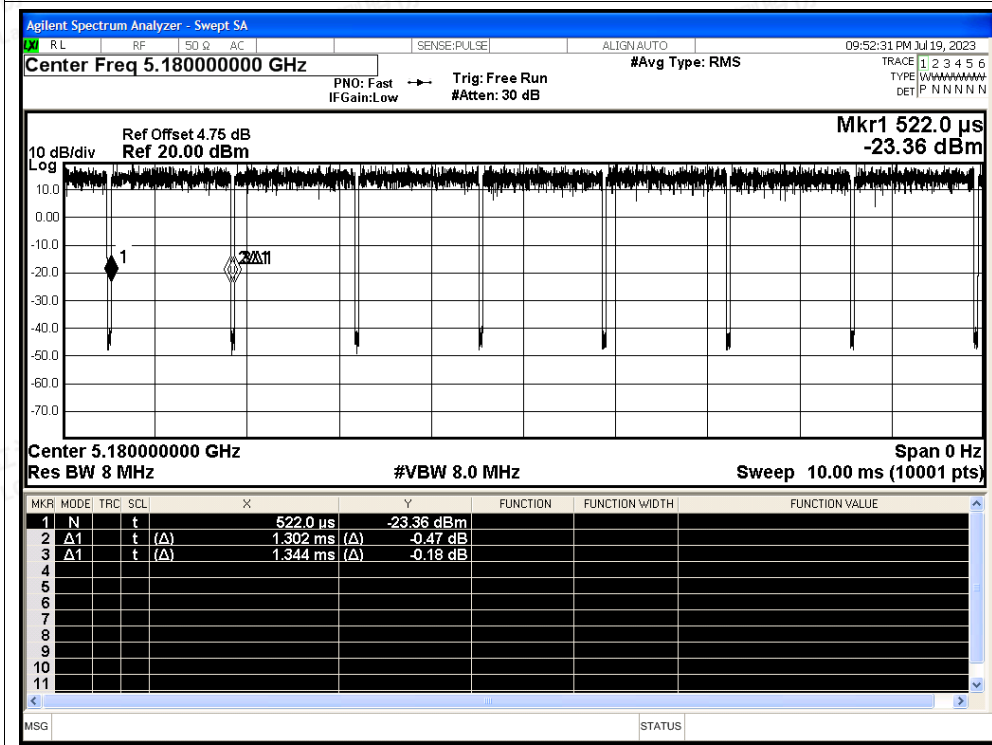 Agilent Spectrum Analyzer - Swept SA
LXI RL RF 50 Ω AC SENSE:PULSE ALIGN AUTO 09:52:31 PM Jul 19, 2023
Center Freq 5.180000000 GHz #Avg Type: RMS TRACE 1 2 3 4 5 6
PNO: Fast Trig: Free Run TYPE
IFGain:Low #Atten: 30 dB DET P N N N N N
Mkr1 522.0 µs
Ref Offset 4.75 dB
10 dB/div Ref 20.00 dBm -23.36 dBm
Log
10.0
0.00
-10.0
1
-20.0
-30.0
-40.0
-50.0
-60.0
-70.0
Center 5.180000000 GHz Span 0 Hz
Res BW 8 MHz #VBW 8.0 MHz Sweep 10.00 ms (10001 pts)
MKR MODE TRC SCL X Y FUNCTION FUNCTION WIDTH FUNCTION VALUE
1 N t 522.0 µs -23.36 dBm
2 Δ1 t (Δ) 1.302 ms (Δ) -0.47 dB
3 Δ1 t (Δ) 1.344 ms (Δ) -0.18 dB
4
5
6
7
8
9
10
11
MSG STATUS